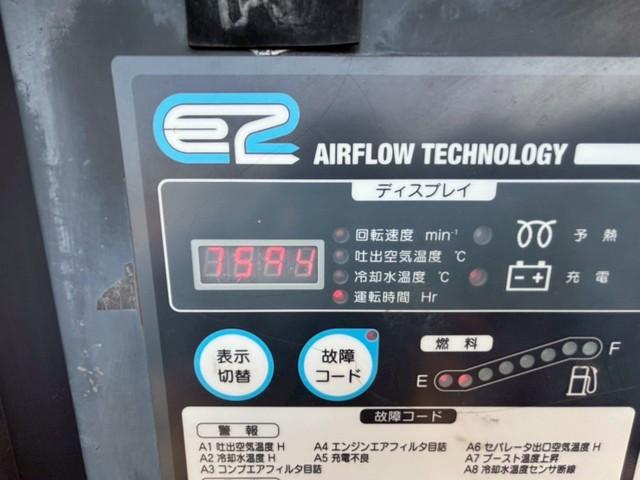 e2 AIRFLOW TECHNOLOGY
ディスプレイ
回転速度 min⁻¹
予熱
吐出空気温度 ℃
冷却水温度 ℃
充電
運転時間 Hr
表示
切替
故障
コード
燃料
E
F
故障コード
警報
A1 吐出空気温度 H
A4 エンジンエアフィルタ目詰
A6 セパレータ出口空気温度 H
A2 冷却水温度 H
A5 充電不良
A7 ブースト温度上昇
A3 コンプエアフィルタ目詰
A8 冷却水温度センサ断線